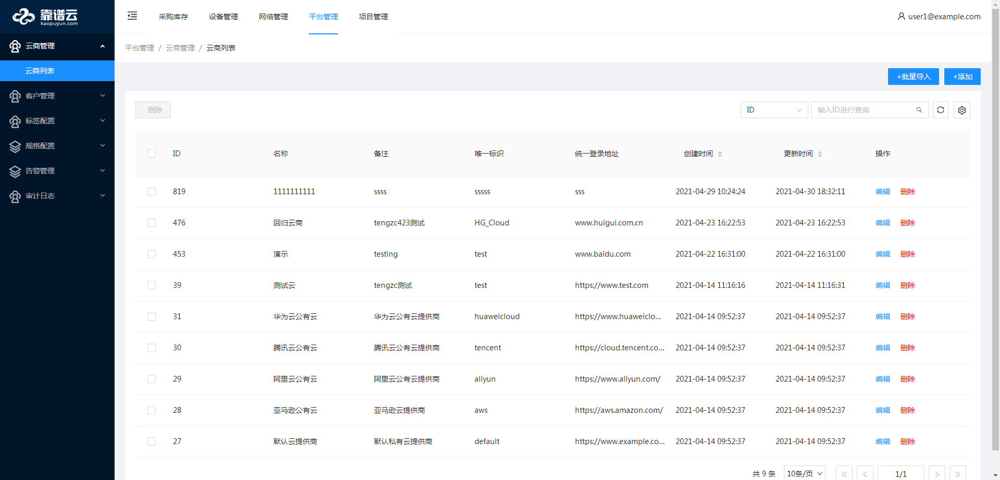 靠谱云
kaopuyun.com
采购库存 设备管理 网络管理 平台管理 项目管理
user1@example.com
云商管理
云商列表
客户管理
标签配置
规格配置
告警管理
审计日志
平台管理 / 云商管理 / 云商列表
+批量导入 +添加
删除 ID 输入ID进行查询
ID 名称 备注 唯一标识 统一登录地址 创建时间 更新时间 操作
819 1111111111 ssss sssss sss 2021-04-29 10:24:24 2021-04-30 18:32:11 编辑 删除
476 回归云商 tengzc423测试 HG_Cloud www.huigui.com.cn 2021-04-23 16:22:53 2021-04-23 16:22:53 编辑 删除
453 演示 testing test www.baidu.com 2021-04-22 16:31:00 2021-04-22 16:31:00 编辑 删除
39 测试云 tengzc测试 test https://www.test.com 2021-04-14 11:16:16 2021-04-14 11:16:31 编辑 删除
31 华为云公有云 华为云公有云提供商 huaweicloud https://www.huaweiclo... 2021-04-14 09:52:37 2021-04-14 09:52:37 编辑 删除
30 腾讯云公有云 腾讯云公有云提供商 tencent https://cloud.tencent.co... 2021-04-14 09:52:37 2021-04-14 09:52:37 编辑 删除
29 阿里云公有云 阿里云公有云提供商 aliyun https://www.aliyun.com/ 2021-04-14 09:52:37 2021-04-14 09:52:37 编辑 删除
28 亚马逊公有云 亚马逊云提供商 aws https://aws.amazon.com/ 2021-04-14 09:52:37 2021-04-14 09:52:37 编辑 删除
27 默认云提供商 默认私有云提供商 default https://www.example.co... 2021-04-14 09:52:37 2021-04-14 09:52:37 编辑 删除
共 9 条 10条/页 1/1